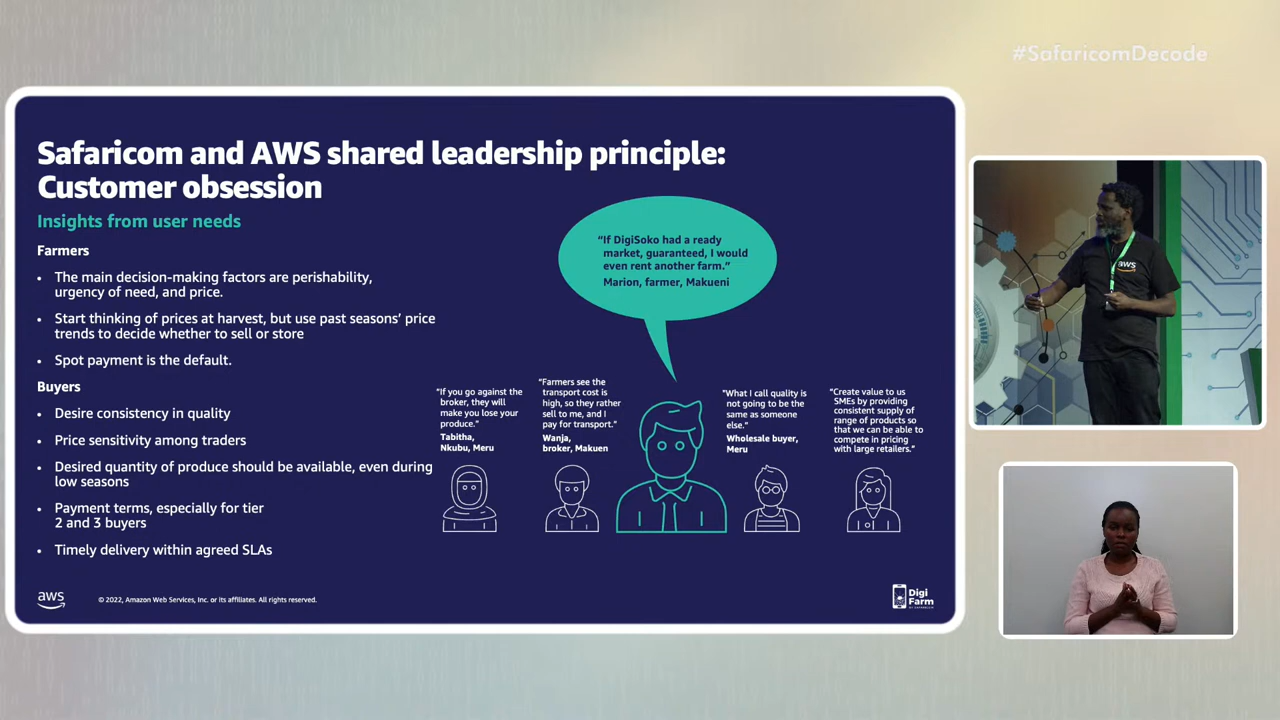 #SafaricomDecode
Safaricom and AWS shared leadership principle:
Customer obsession
Insights from user needs
Farmers
• The main decision-making factors are perishability,
urgency of need, and price.
• Start thinking of prices at harvest, but use past seasons’ price
trends to decide whether to sell or store
• Spot payment is the default.
Buyers
• Desire consistency in quality
• Price sensitivity among traders
• Desired quantity of produce should be available, even during
low seasons
• Payment terms, especially for tier
2 and 3 buyers
• Timely delivery within agreed SLAs
“If DigiSoko had a ready
market, guaranteed, I would
even rent another farm.”
Marion, farmer, Makueni
“If you go against the
broker, they will
make you lose your
produce.”
Tabitha,
Nkubu, Meru
“Farmers see the
transport cost is
high, so they rather
sell to me, and I
pay for transport.”
Wanja,
broker, Makuen
“What I call quality is
not going to be the
same as someone
else.”
Wholesale buyer,
Meru
“Create value to us
SMEs by providing
consistent supply of
range of products so
that we can be able to
compete in pricing
with large retailers.”
aws
© 2022, Amazon Web Services, Inc. or its affiliates. All rights reserved.
Digi
Farm
BY SAFARICOM
aws